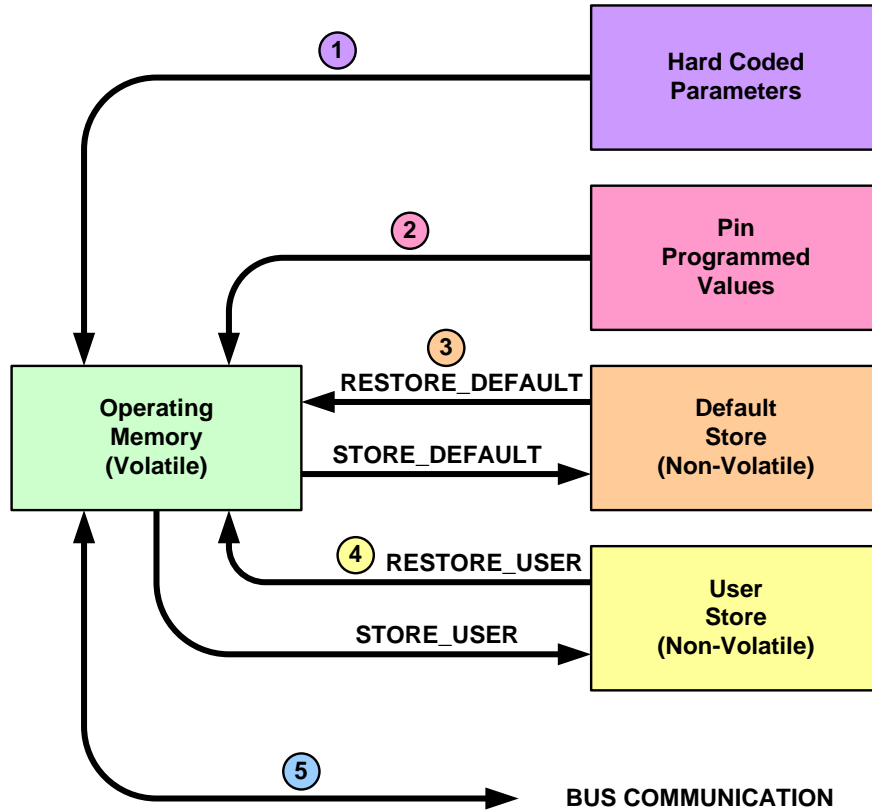 1
Hard Coded
Parameters
2
Pin
Programmed
Values
3
RESTORE_DEFAULT
Operating
Memory
(Volatile)
STORE_DEFAULT
Default
Store
(Non-Volatile)
4
RESTORE_USER
STORE_USER
User
Store
(Non-Volatile)
5
BUS COMMUNICATION